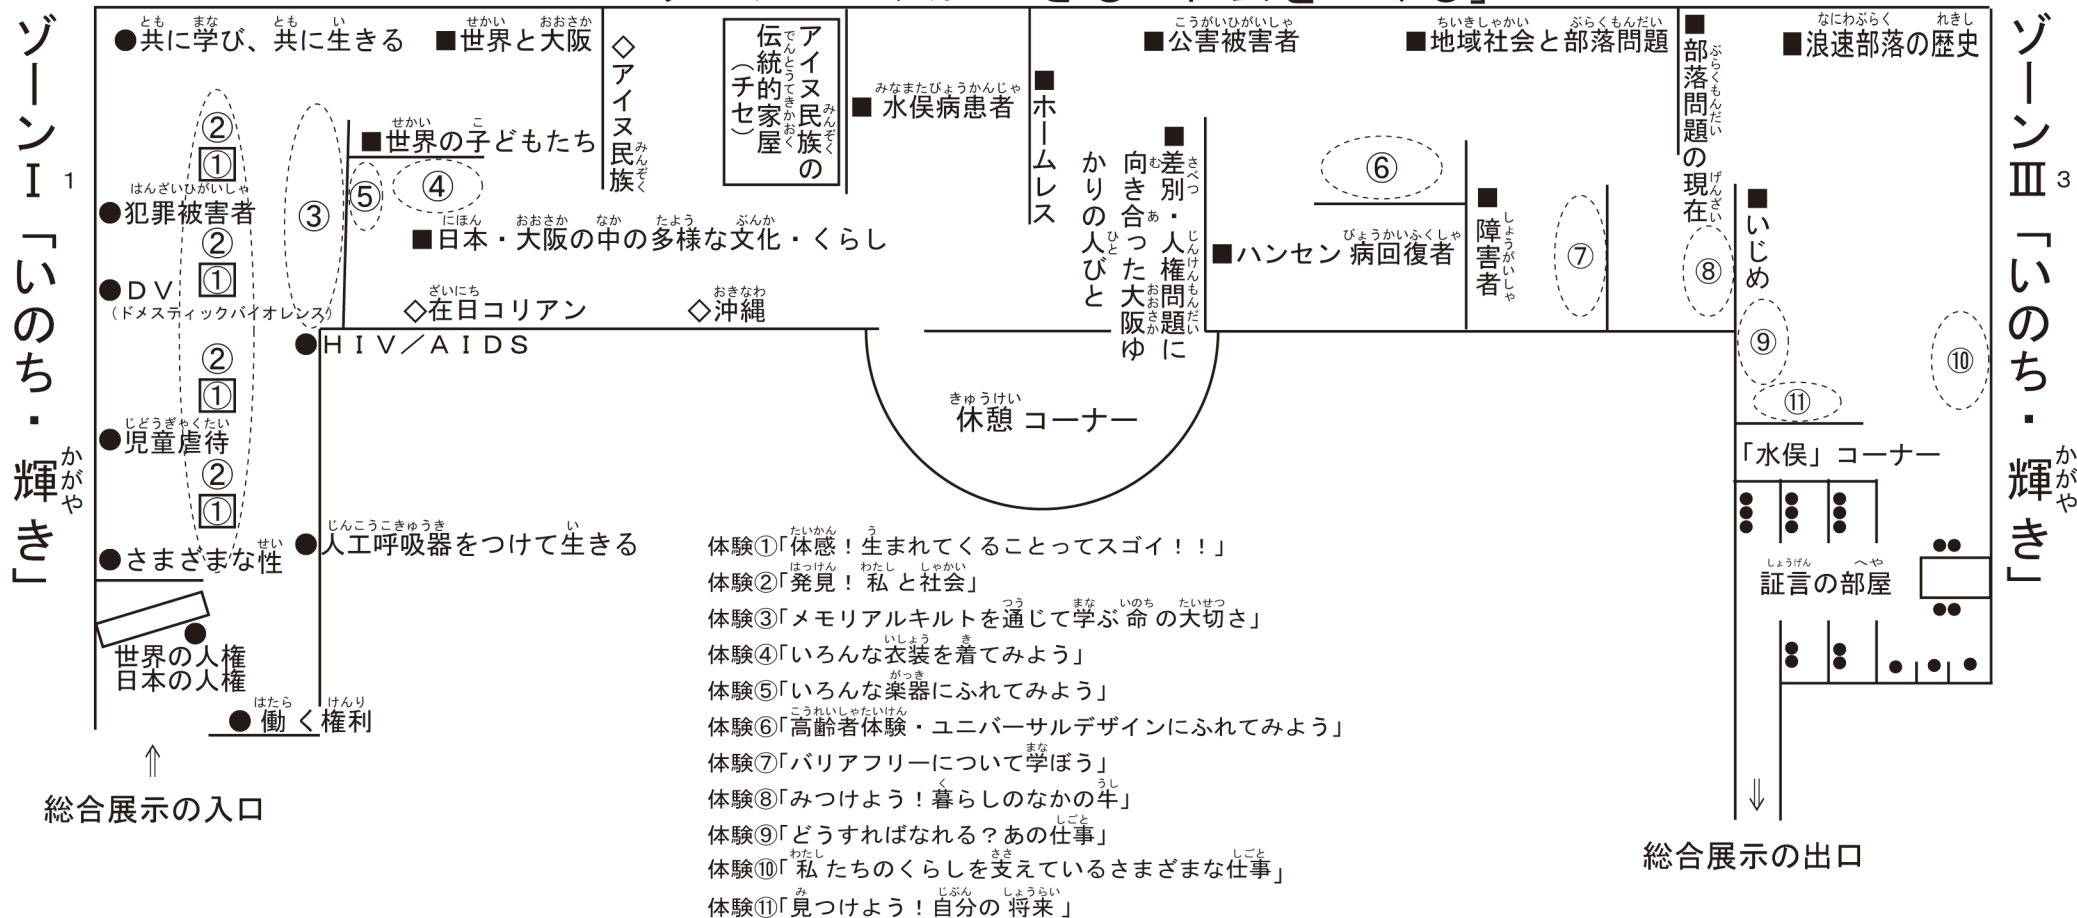 ゾーンⅠ 1「いのち・輝き」
●共に学び、共に生きる
■世界と大阪
◇アイヌ民族
アイヌ民族の
伝統的家屋
（チセ）
■水俣病患者
■ホームレス
■公害被害者
■地域社会と部落問題
■部落問題の現在
■浪速部落の歴史
ゾーンⅢ 3「いのち・輝き」
②
①
●犯罪被害者
②
①
●DV
（ドメスティックバイオレンス）
②
①
●児童虐待
②
①
●さまざまな性
③
■世界の子どもたち
⑤
④
■日本・大阪の中の多様な文化・くらし
◇在日コリアン
◇沖縄
■差別・人権問題に
向き合った大阪ゆ
かりの人びと
⑥
■ハンセン病回復者
■障害者
⑦
⑧
■いじめ
⑨
⑩
⑪
●HIV／AIDS
休憩コーナー
「水俣」コーナー
証言の部屋
●人工呼吸器をつけて生きる
●
世界の人権
日本の人権
●働く権利
⇑
総合展示の入口
体験①「体感！生まれてくることってスゴイ！！」
体験②「発見！私と社会」
体験③「メモリアルキルトを通じて学ぶ命の大切さ」
体験④「いろんな衣装を着てみよう」
体験⑤「いろんな楽器にふれてみよう」
体験⑥「高齢者体験・ユニバーサルデザインにふれてみよう」
体験⑦「バリアフリーについて学ぼう」
体験⑧「みつけよう！暮らしのなかの牛」
体験⑨「どうすればなれる？あの仕事」
体験⑩「私たちのくらしを支えているさまざまな仕事」
体験⑪「見つけよう！自分の将来」
⇓
総合展示の出口